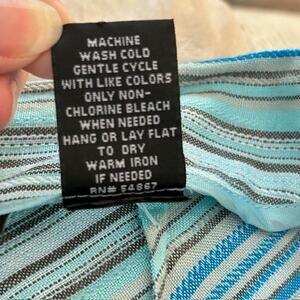 MACHINE
WASH COLD
GENTLE CYCLE
WITH LIKE COLORS
ONLY NON-
CHLORINE BLEACH
WHEN NEEDED
HANG OR LAY FLAT
TO DRY
WARM IRON
IF NEEDED
RN# 54867